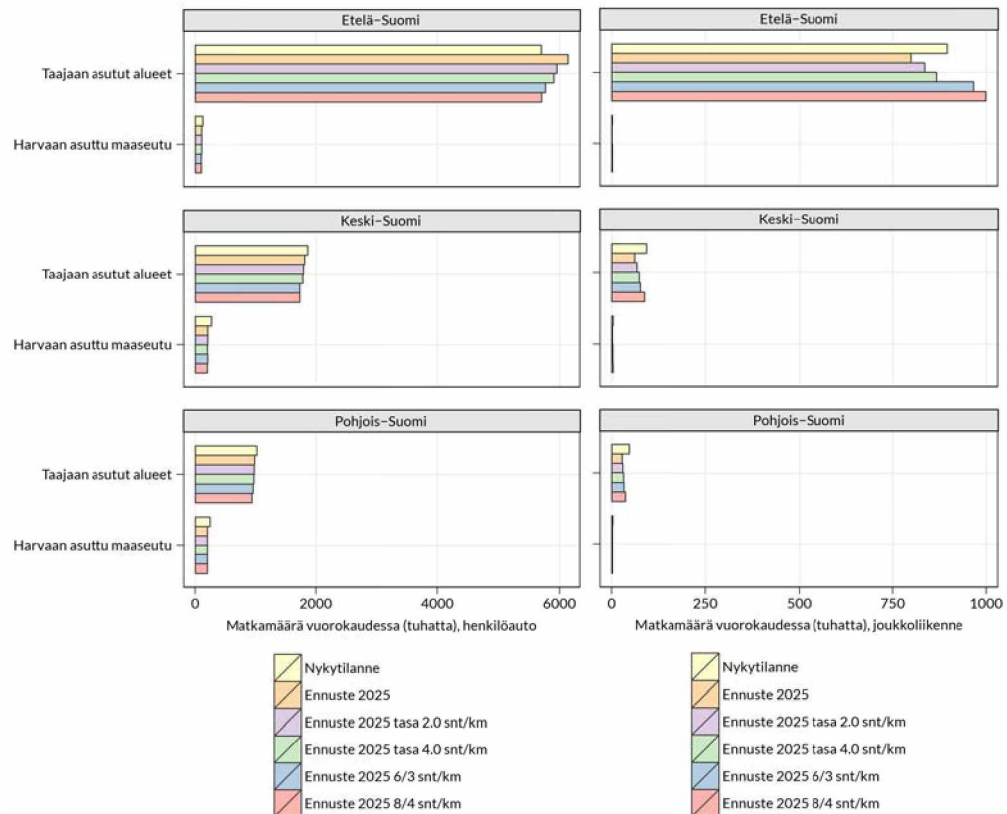 Etelä−Suomi
Etelä−Suomi
Taajaan asutut alueet
Harvaan asuttu maaseutu
Keski−Suomi
Keski−Suomi
Taajaan asutut alueet
Harvaan asuttu maaseutu
Pohjois−Suomi
Pohjois−Suomi
Taajaan asutut alueet
Harvaan asuttu maaseutu
0 2000 4000 6000
0 250 500 750 1000
Matkamäärä vuorokaudessa (tuhatta), henkilöauto
Matkamäärä vuorokaudessa (tuhatta), joukkoliikenne
Nykytilanne
Ennuste 2025
Ennuste 2025 tasa 2.0 snt/km
Ennuste 2025 tasa 4.0 snt/km
Ennuste 2025 6/3 snt/km
Ennuste 2025 8/4 snt/km
Nykytilanne
Ennuste 2025
Ennuste 2025 tasa 2.0 snt/km
Ennuste 2025 tasa 4.0 snt/km
Ennuste 2025 6/3 snt/km
Ennuste 2025 8/4 snt/km